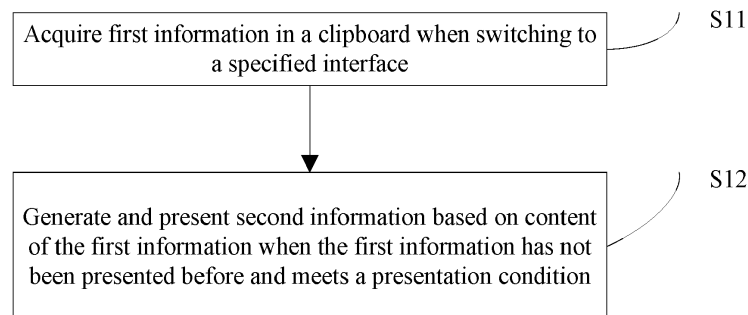 S11
Acquire first information in a clipboard when switching to
a specified interface
S12
Generate and present second information based on content
of the first information when the first information has not
been presented before and meets a presentation condition